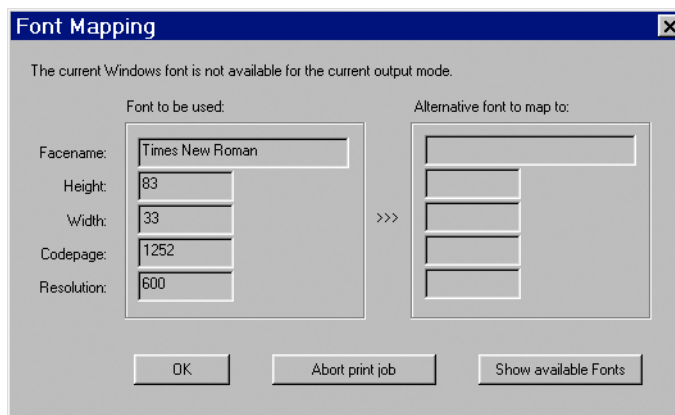 Font Mapping
The current Windows font is not available for the current output mode.
Font to be used: Alternative font to map to:
Facename: Times New Roman
Height: 83
Width: 33 >>>
Codepage: 1252
Resolution: 600
OK Abort print job Show available Fonts